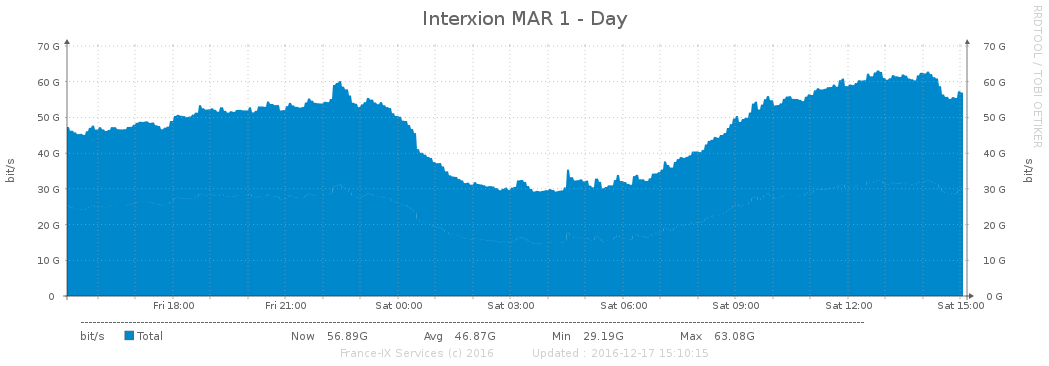 Interxion MAR 1 - Day
RRDTOOL / TOBI OETIKER
70 G 70 G
60 G 60 G
50 G 50 G
40 G 40 G
30 G 30 G
20 G 20 G
10 G 10 G
0 0 G
bit/s bit/s
Fri 18:00 Fri 21:00 Sat 00:00 Sat 03:00 Sat 06:00 Sat 09:00 Sat 12:00 Sat 15:00
bit/s Total Now 56.89G Avg 46.87G Min 29.19G Max 63.08G
France-IX Services (c) 2016 Updated : 2016-12-17 15:10:15